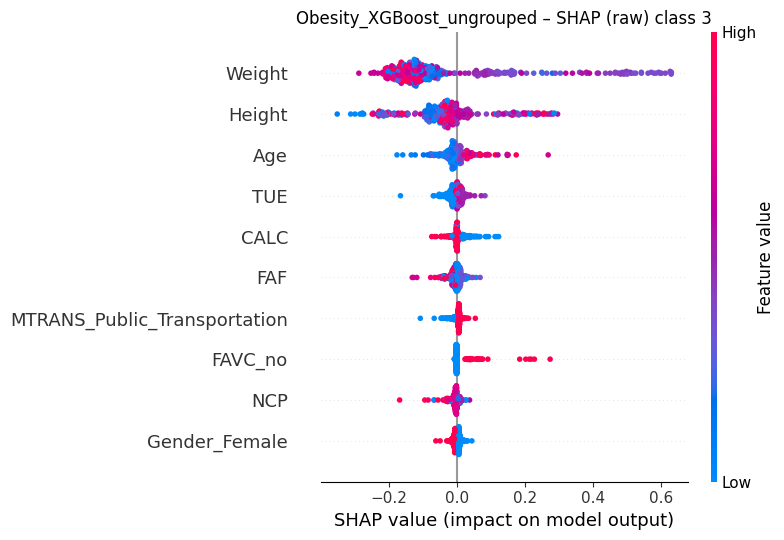 Obesity_XGBoost_ungrouped – SHAP (raw) class 3
High
Weight
Height
Age
TUE
CALC
FAF
MTRANS_Public_Transportation
FAVC_no
NCP
Gender_Female
Feature value
Low
−0.2 0.0 0.2 0.4 0.6
SHAP value (impact on model output)